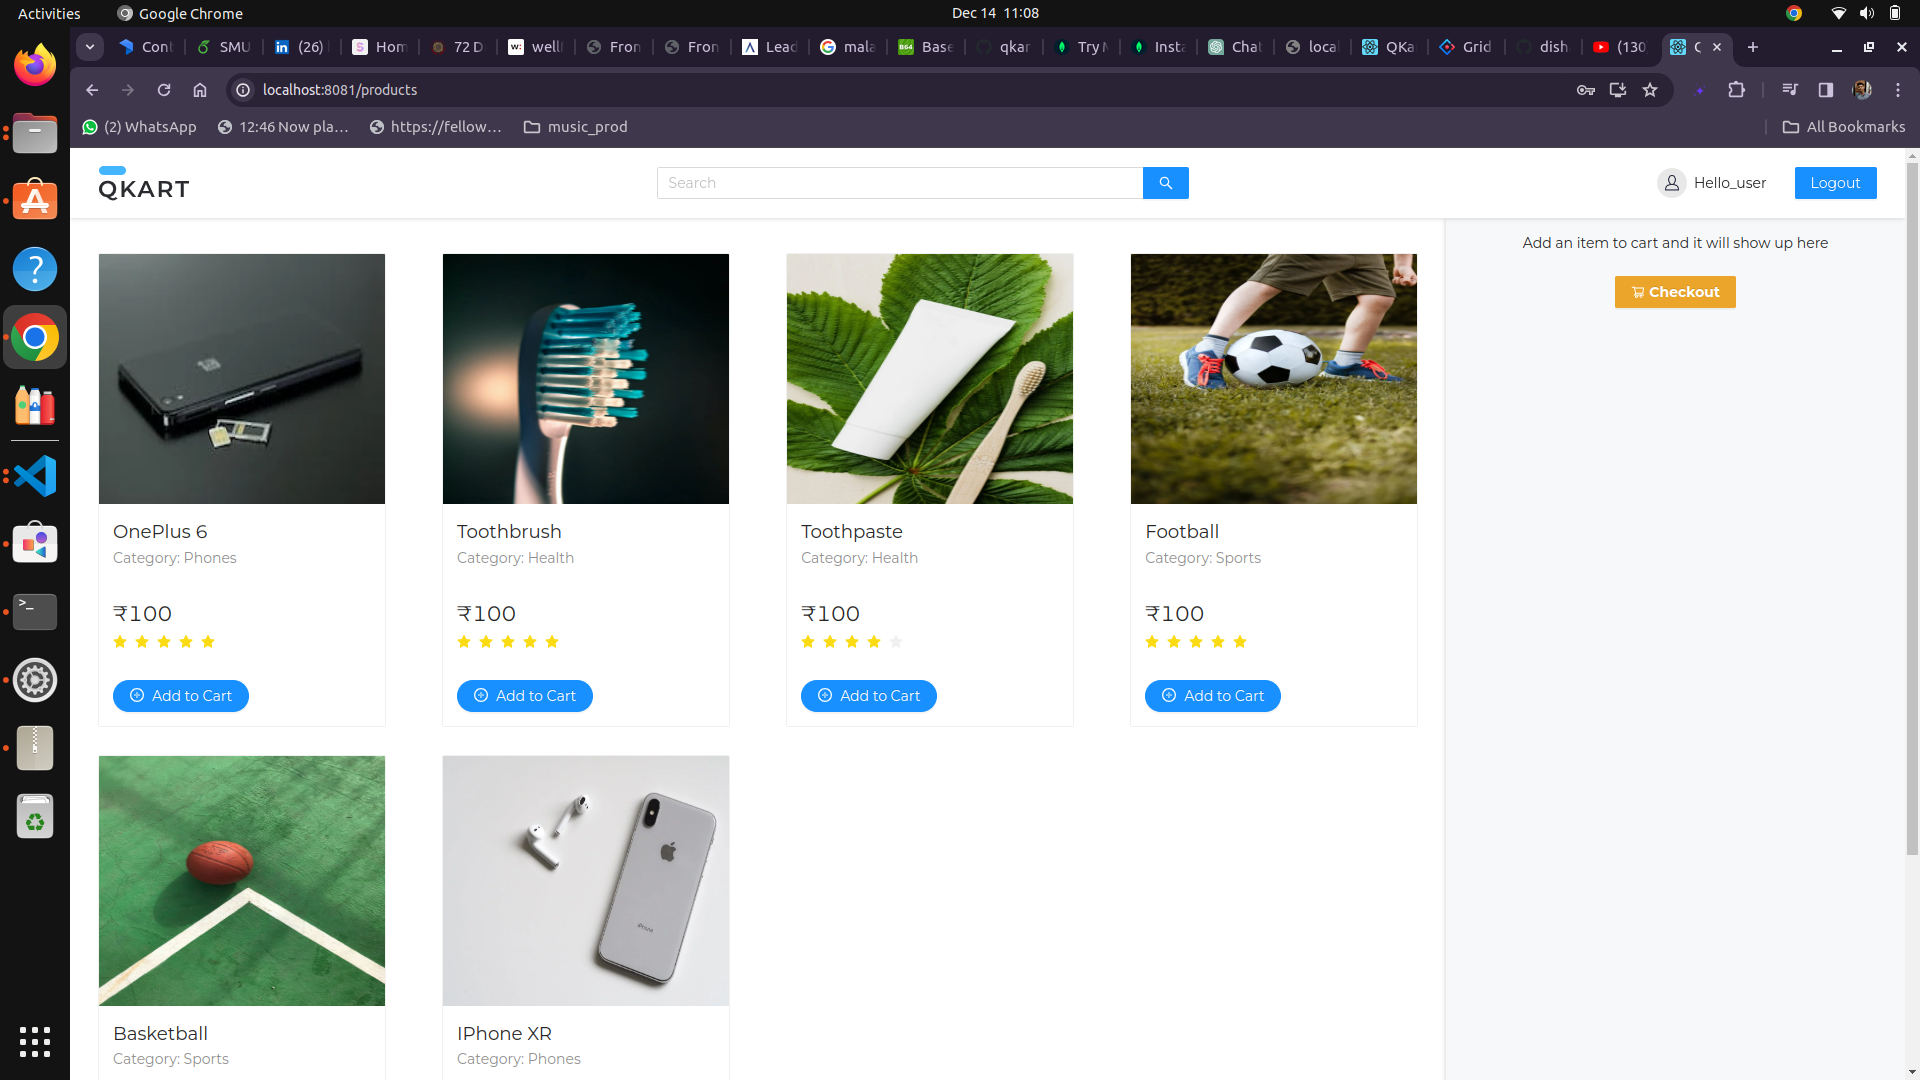 Activities
Google Chrome
Dec 14 11:08
Cont
SMU
(26)
Hom
72 D
well
Fron
Fron
Lead
mala
Base
qkar
Try
Insta
Chat
loca
QKa
Grid
dish
(130
localhost:8081/products
(2) WhatsApp
12:46 Now pla...
https://fellow...
music_prod
All Bookmarks
QKART
Search
Hello_user
Logout
Add an item to cart and it will show up here
Checkout
OnePlus 6
Category: Phones
₹100
Add to Cart
Toothbrush
Category: Health
₹100
Add to Cart
Toothpaste
Category: Health
₹100
Add to Cart
Football
Category: Sports
₹100
Add to Cart
Basketball
Category: Sports
IPhone XR
Category: Phones